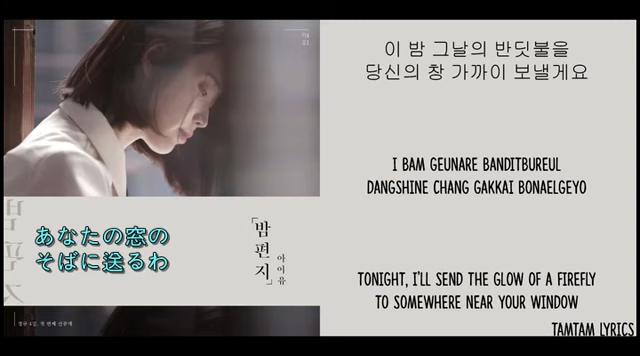 이 밤 그날의 반딧불을
당신의 창 가까이 보낼게요
I BAM GEUNARE BANDITBUREUL
DANGSHINE CHANG GAKKAI BONAELGEYO
あなたの窓の
そばに送るわ
「밤편지」
아이유
TONIGHT, I'LL SEND THE GLOW OF A FIREFLY
TO SOMEWHERE NEAR YOUR WINDOW
TAMTAM LYRICS